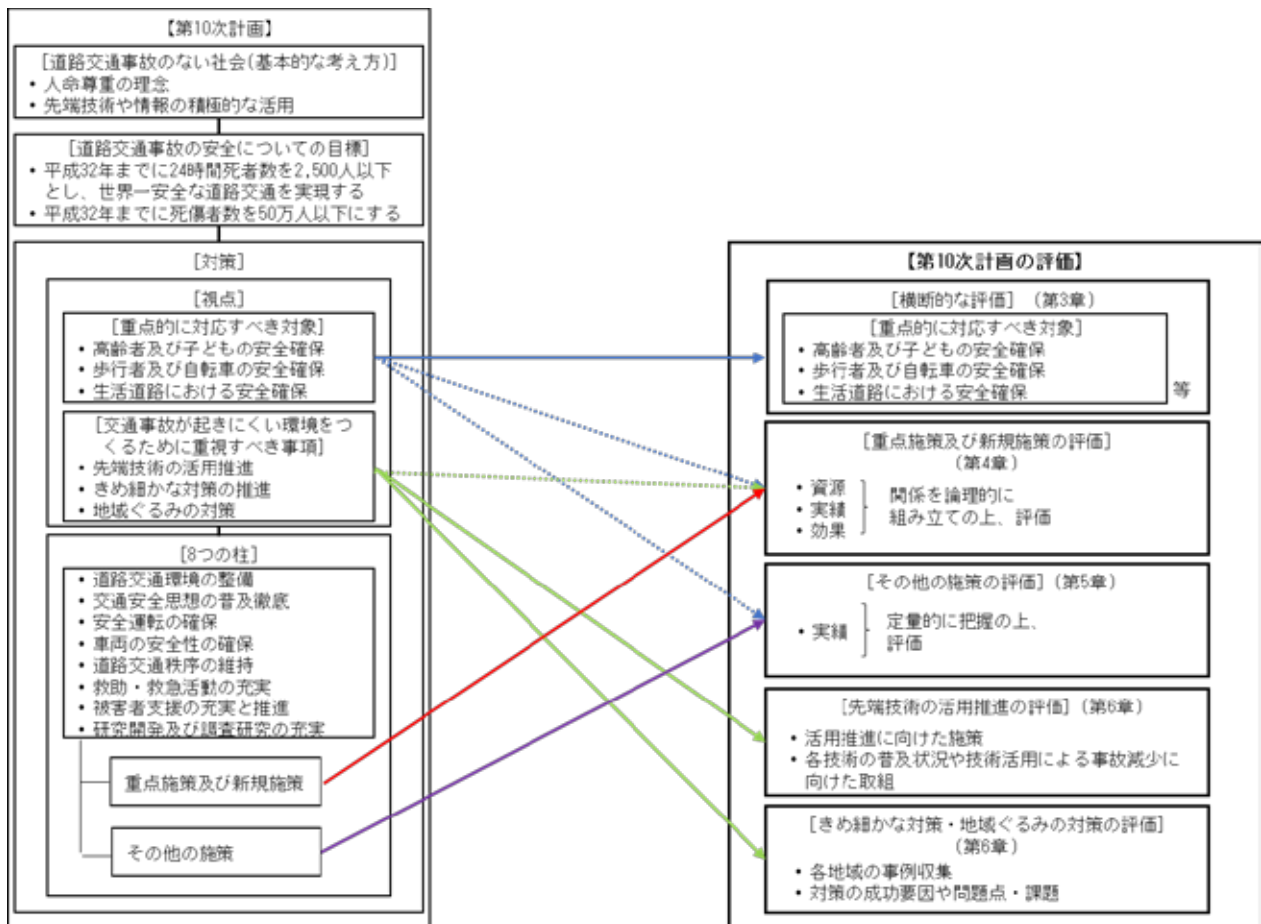 【第10次計画】
[道路交通事故のない社会(基本的な考え方)]
• 人命尊重の理念
• 先端技術や情報の積極的な活用
[道路交通事故の安全についての目標]
• 平成32年までに24時間死者数を2,500人以下
とし、世界一安全な道路交通を実現する
• 平成32年までに死傷者数を50万人以下にする
[対策]
[視点]
[重点的に対応すべき対象]
• 高齢者及び子どもの安全確保
• 歩行者及び自転車の安全確保
• 生活道路における安全確保
[交通事故が起きにくい環境をつ
くるために重視すべき事項]
• 先端技術の活用推進
• きめ細かな対策の推進
• 地域ぐるみの対策
[8つの柱]
• 道路交通環境の整備
• 交通安全思想の普及徹底
• 安全運転の確保
• 車両の安全性の確保
• 道路交通秩序の維持
• 救助・救急活動の充実
• 被害者支援の充実と推進
• 研究開発及び調査研究の充実
重点施策及び新規施策
その他の施策
【第10次計画の評価】
[横断的な評価] (第3章)
[重点的に対応すべき対象]
• 高齢者及び子どもの安全確保
• 歩行者及び自転車の安全確保
• 生活道路における安全確保
等
[重点施策及び新規施策の評価]
(第4章)
• 資源
• 実績
• 効果
関係を論理的に
組み立ての上、評価
[その他の施策の評価] (第5章)
• 実績
定量的に把握の上、
評価
[先端技術の活用推進の評価] (第6章)
• 活用推進に向けた施策
• 各技術の普及状況や技術活用による事故減少に
向けた取組
[きめ細かな対策・地域ぐるみの対策の評価]
(第6章)
• 各地域の事例収集
• 対策の成功要因や問題点・課題